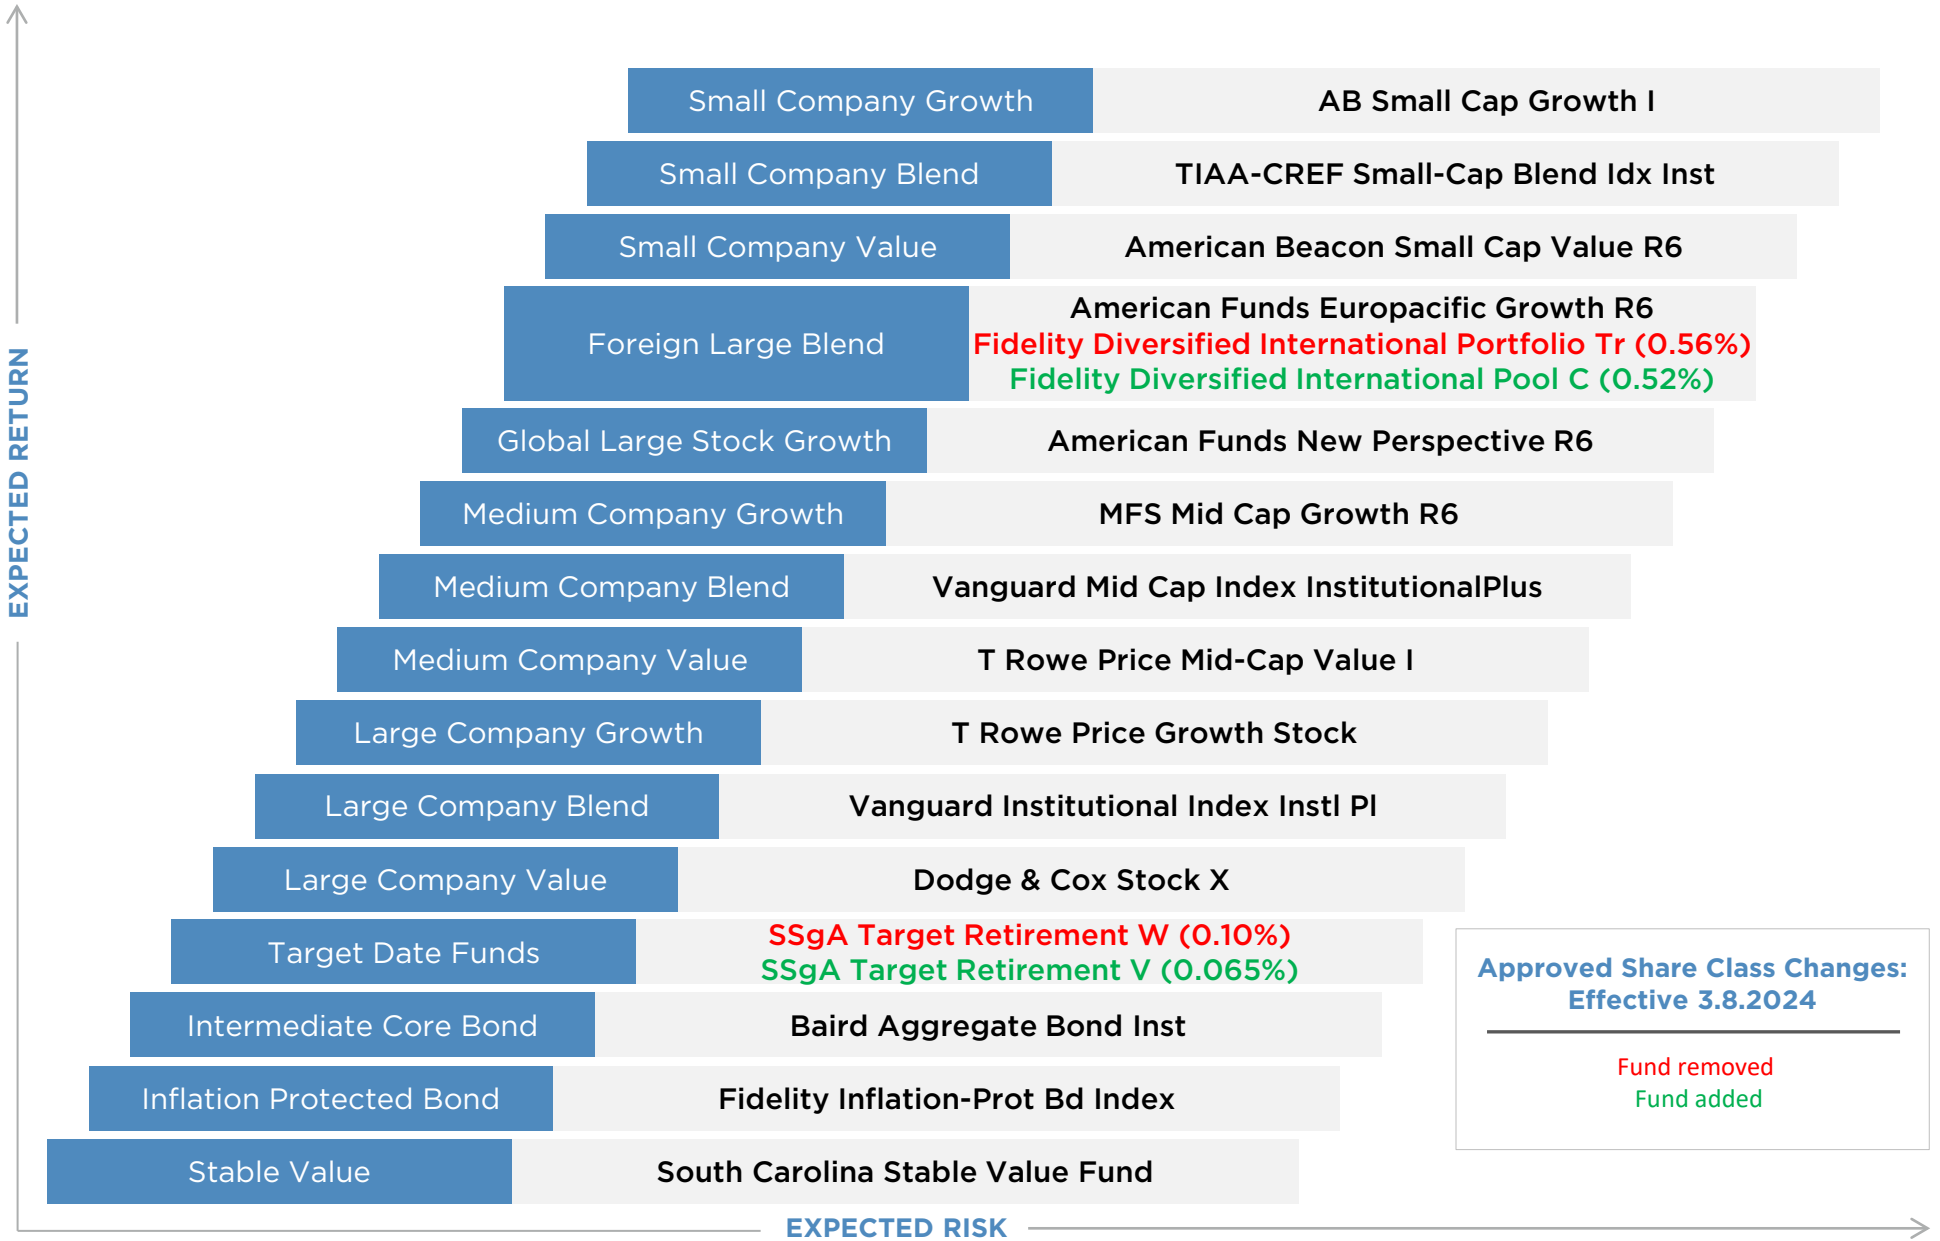 Small Company Growth
AB Small Cap Growth I
Small Company Blend
TIAA-CREF Small-Cap Blend Idx Inst
Small Company Value
American Beacon Small Cap Value R6
Foreign Large Blend
American Funds Europacific Growth R6
Fidelity Diversified International Portfolio Tr (0.56%)
Fidelity Diversified International Pool C (0.52%)
Global Large Stock Growth
American Funds New Perspective R6
Medium Company Growth
MFS Mid Cap Growth R6
Medium Company Blend
Vanguard Mid Cap Index InstitutionalPlus
Medium Company Value
T Rowe Price Mid-Cap Value I
Large Company Growth
T Rowe Price Growth Stock
Large Company Blend
Vanguard Institutional Index Instl Pl
Large Company Value
Dodge & Cox Stock X
Target Date Funds
SSgA Target Retirement W (0.10%)
SSgA Target Retirement V (0.065%)
Intermediate Core Bond
Baird Aggregate Bond Inst
Inflation Protected Bond
Fidelity Inflation-Prot Bd Index
Stable Value
South Carolina Stable Value Fund
EXPECTED RETURN
EXPECTED RISK
Approved Share Class Changes:
Effective 3.8.2024
Fund removed
Fund added